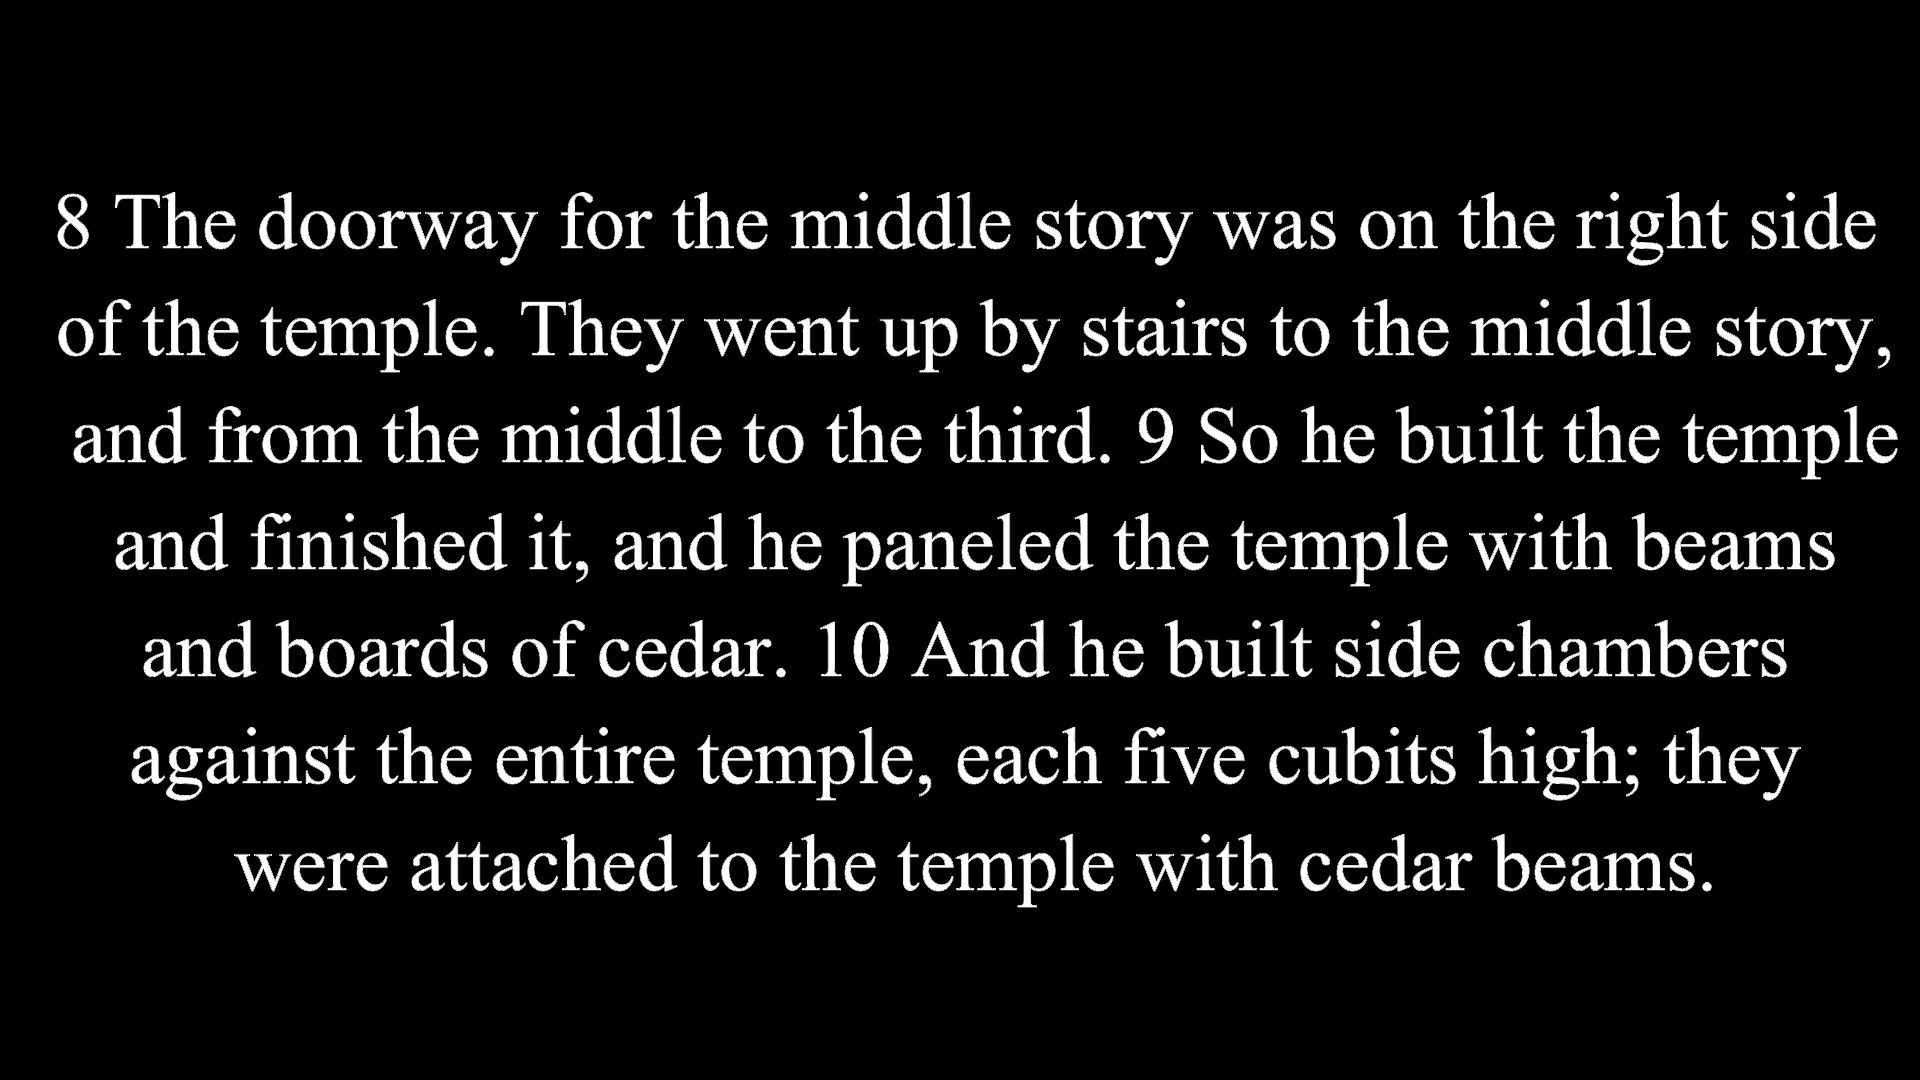 8 The doorway for the middle story was on the right side
of the temple. They went up by stairs to the middle story,
and from the middle to the third. 9 So he built the temple
and finished it, and he paneled the temple with beams
and boards of cedar. 10 And he built side chambers
against the entire temple, each five cubits high; they
were attached to the temple with cedar beams.